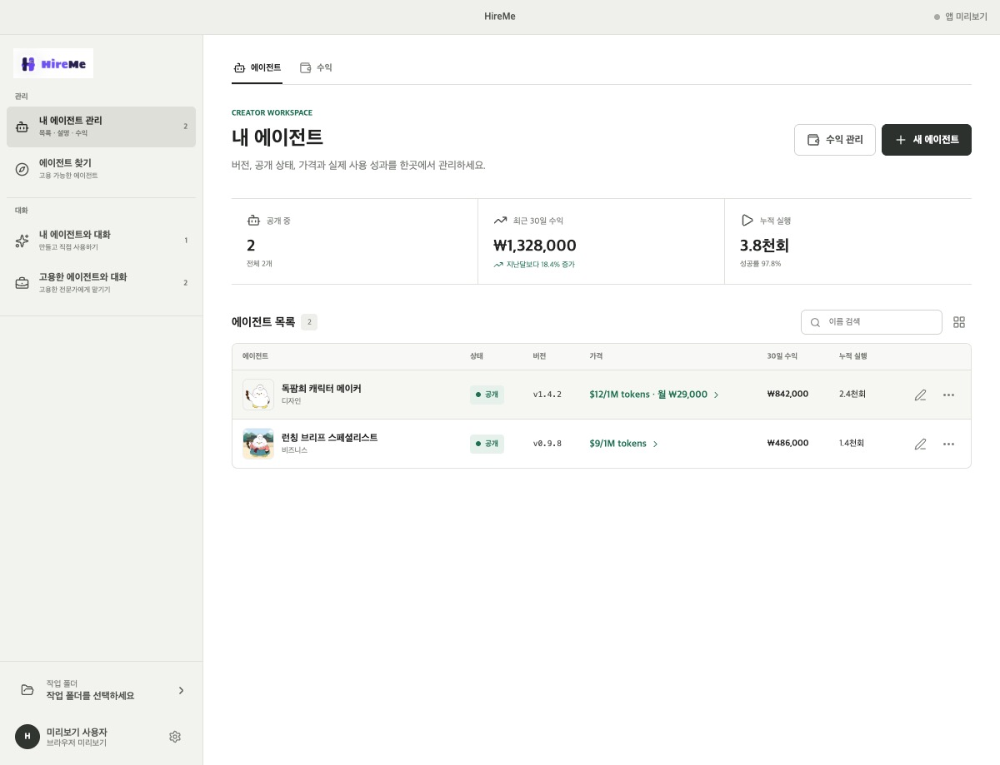 HireMe
앱 미리보기
HireMe
관리
내 에이전트 관리
2
목록 · 설명 · 수익
에이전트 찾기
고용 가능한 에이전트
대화
내 에이전트와 대화
1
만들고 직접 사용하기
고용한 에이전트와 대화
2
고용한 전문가에게 맡기기
작업 폴더
작업 폴더를 선택하세요
H
미리보기 사용자
브라우저 미리보기
에이전트
수익
CREATOR WORKSPACE
내 에이전트
버전, 공개 상태, 가격과 실제 사용 성과를 한곳에서 관리하세요.
수익 관리
새 에이전트
공개 중
2
전체 2개
최근 30일 수익
₩1,328,000
지난달보다 18.4% 증가
누적 실행
3.8천회
성공률 97.8%
에이전트 목록 2
이름 검색
에이전트 상태 버전 가격 30일 수익 누적 실행
독팜희 캐릭터 메이커
디자인
공개 v1.4.2 $12/1M tokens · 월 ₩29,000 ₩842,000 2.4천회
런칭 브리프 스페셜리스트
비즈니스
공개 v0.9.8 $9/1M tokens ₩486,000 1.4천회